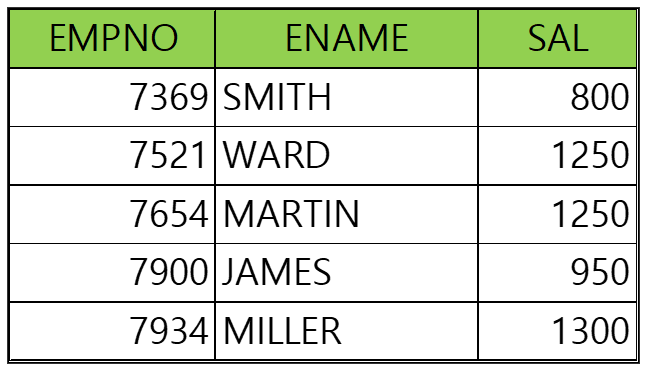 EMPNO ENAME SAL
7369 SMITH 800
7521 WARD 1250
7654 MARTIN 1250
7900 JAMES 950
7934 MILLER 1300